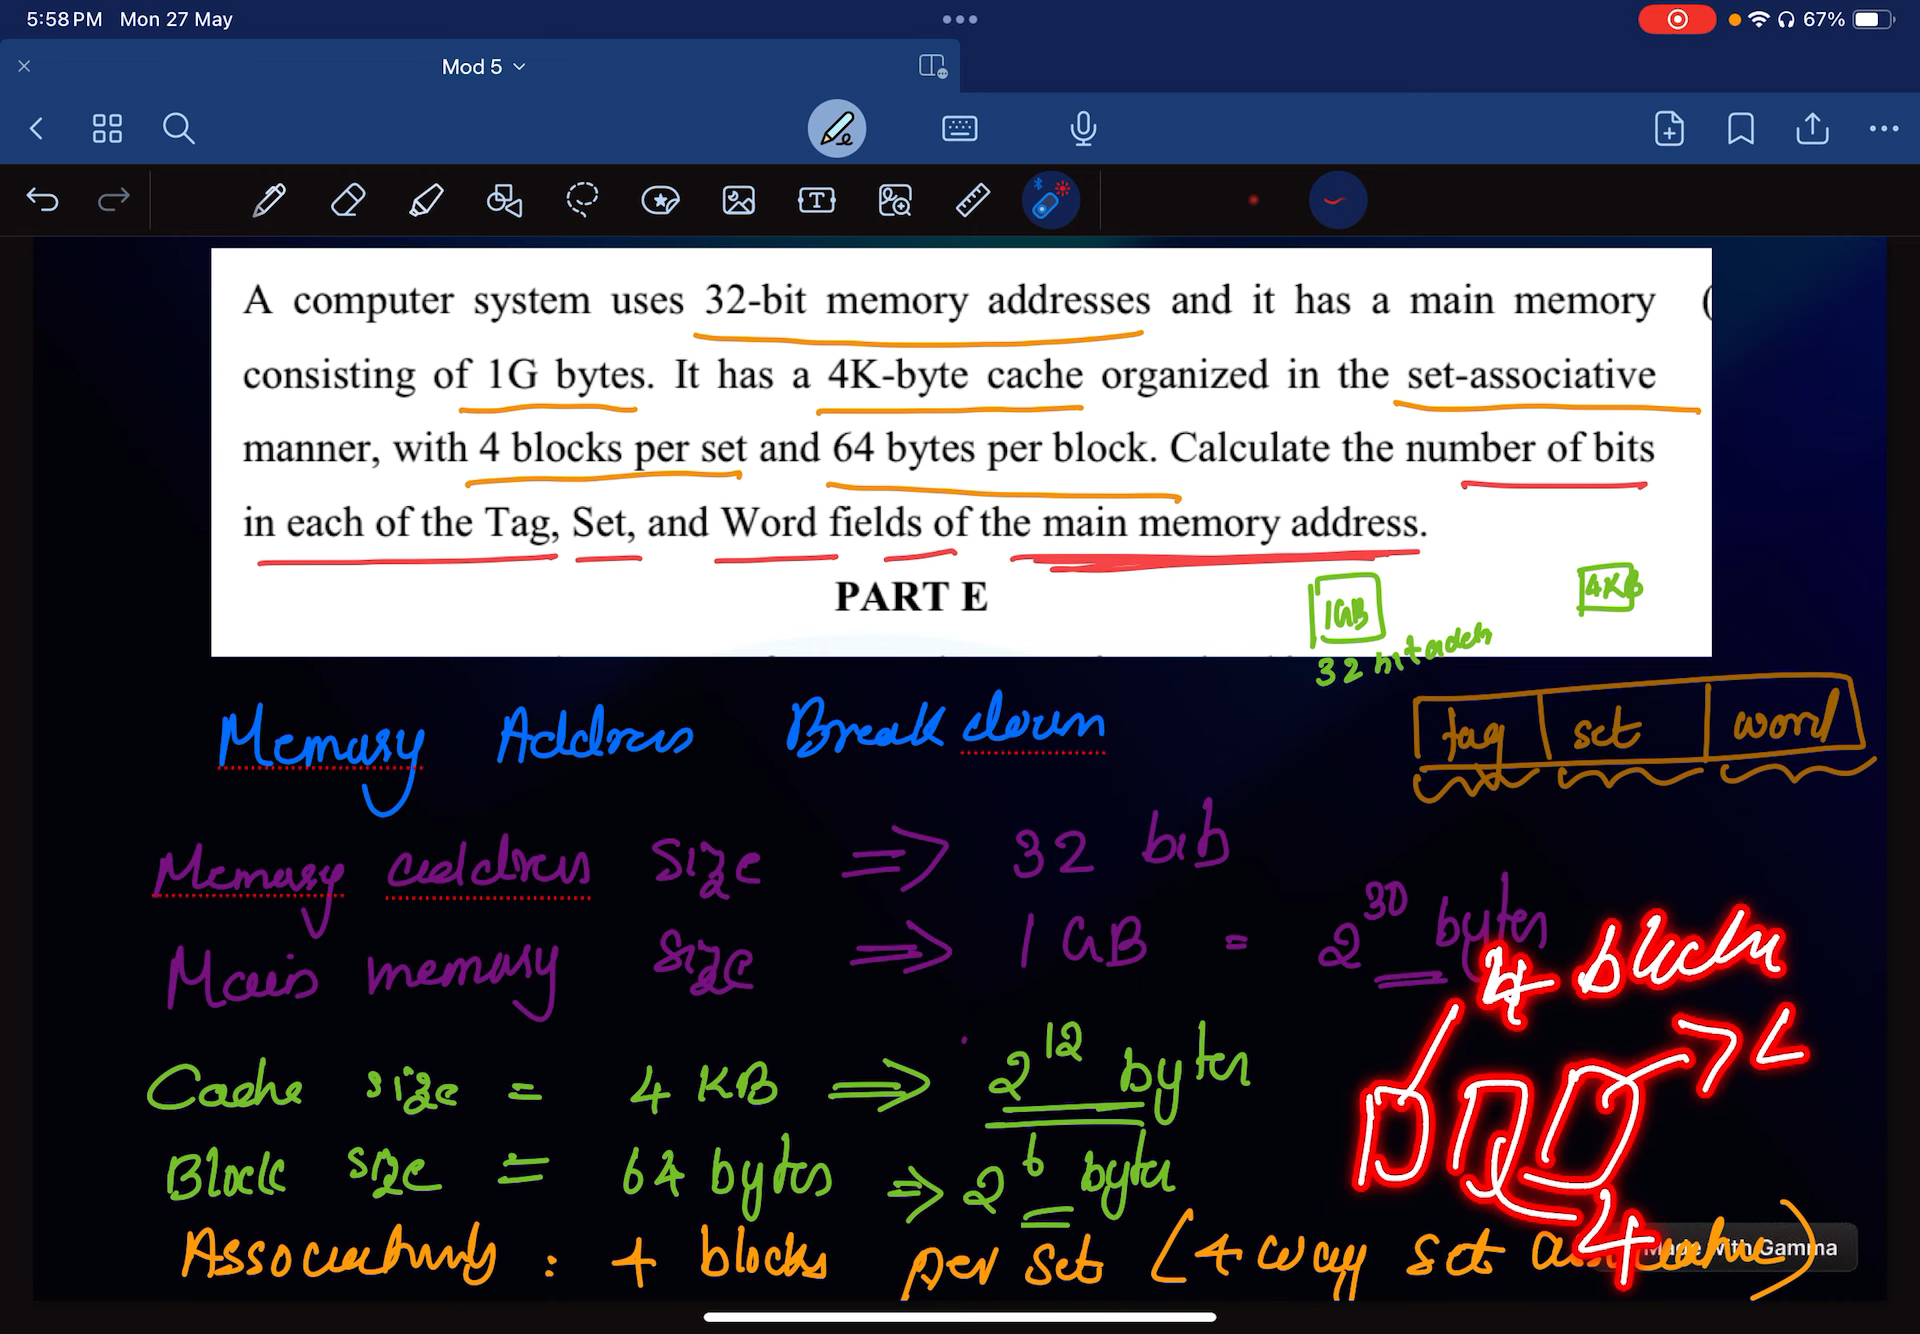 5:58 PM Mon 27 May
67%
Mod 5
A computer system uses 32-bit memory addresses and it has a main memory (
consisting of 1G bytes. It has a 4K-byte cache organized in the set-associative
manner, with 4 blocks per set and 64 bytes per block. Calculate the number of bits
in each of the Tag, Set, and Word fields of the main memory address.
PART E
1GB
4KB
32 bit
Memory Address Breakdown
tag set word
Memory address size => 32 bits
Main memory size => 1 GB = 2^30 bytes
4 blocks
Cache size = 4 KB => 2^12 bytes
Block size = 64 bytes => 2^6 bytes
4
Associativity : 4 blocks per set (4 way set
Made with Gamma